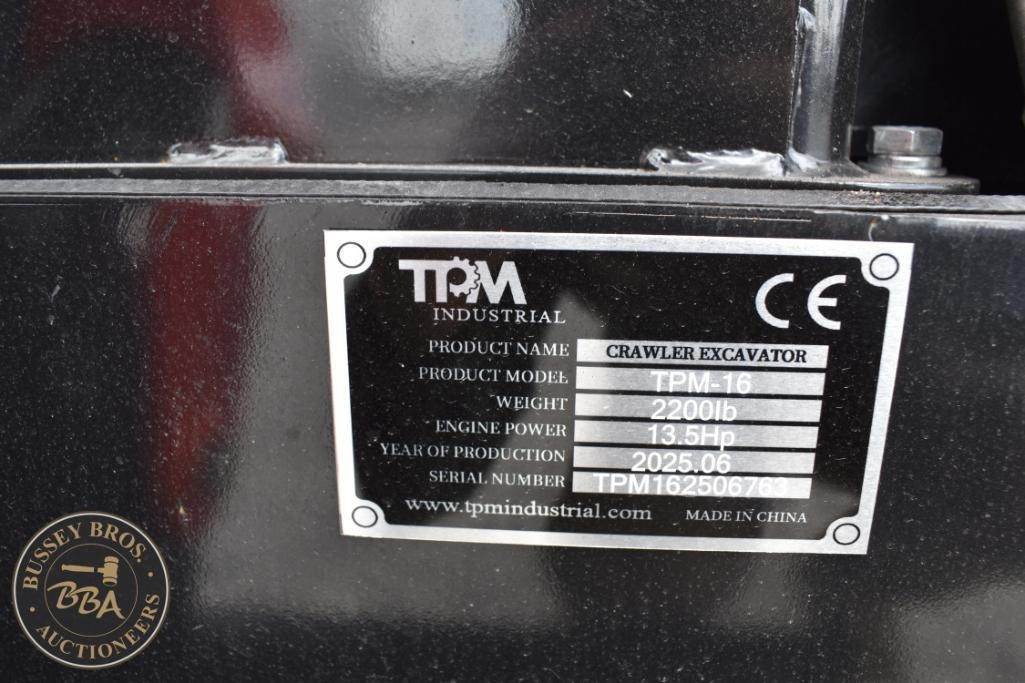 TPM
INDUSTRIAL
CE
PRODUCT NAME CRAWLER EXCAVATOR
PRODUCT MODEL TPM-16
WEIGHT 2200lb
ENGINE POWER 13.5Hp
YEAR OF PRODUCTION 2025.06
SERIAL NUMBER TPM162506763
www.tpmindustrial.com MADE IN CHINA
BUSSEY BROS.
BBA
AUCTIONEERS